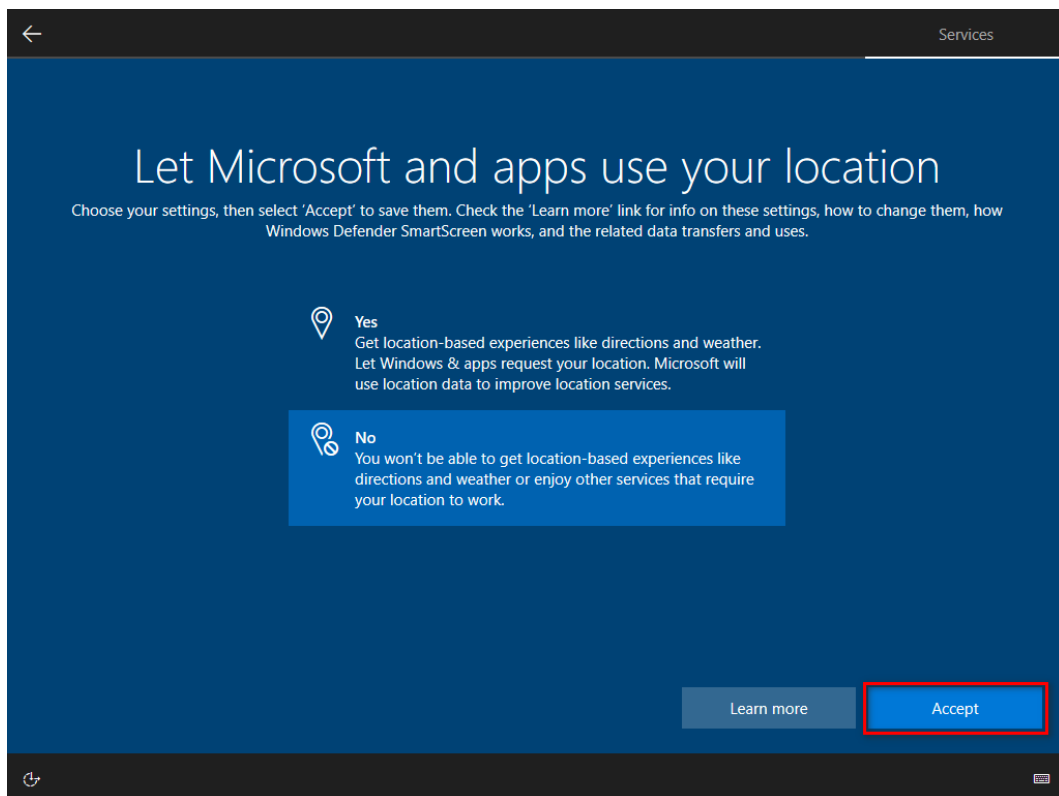 Services
Let Microsoft and apps use your location
Choose your settings, then select ‘Accept’ to save them. Check the ‘Learn more’ link for info on these settings, how to change them, how
Windows Defender SmartScreen works, and the related data transfers and uses.
Yes
Get location-based experiences like directions and weather.
Let Windows & apps request your location. Microsoft will
use location data to improve location services.
No
You won’t be able to get location-based experiences like
directions and weather or enjoy other services that require
your location to work.
Learn more
Accept